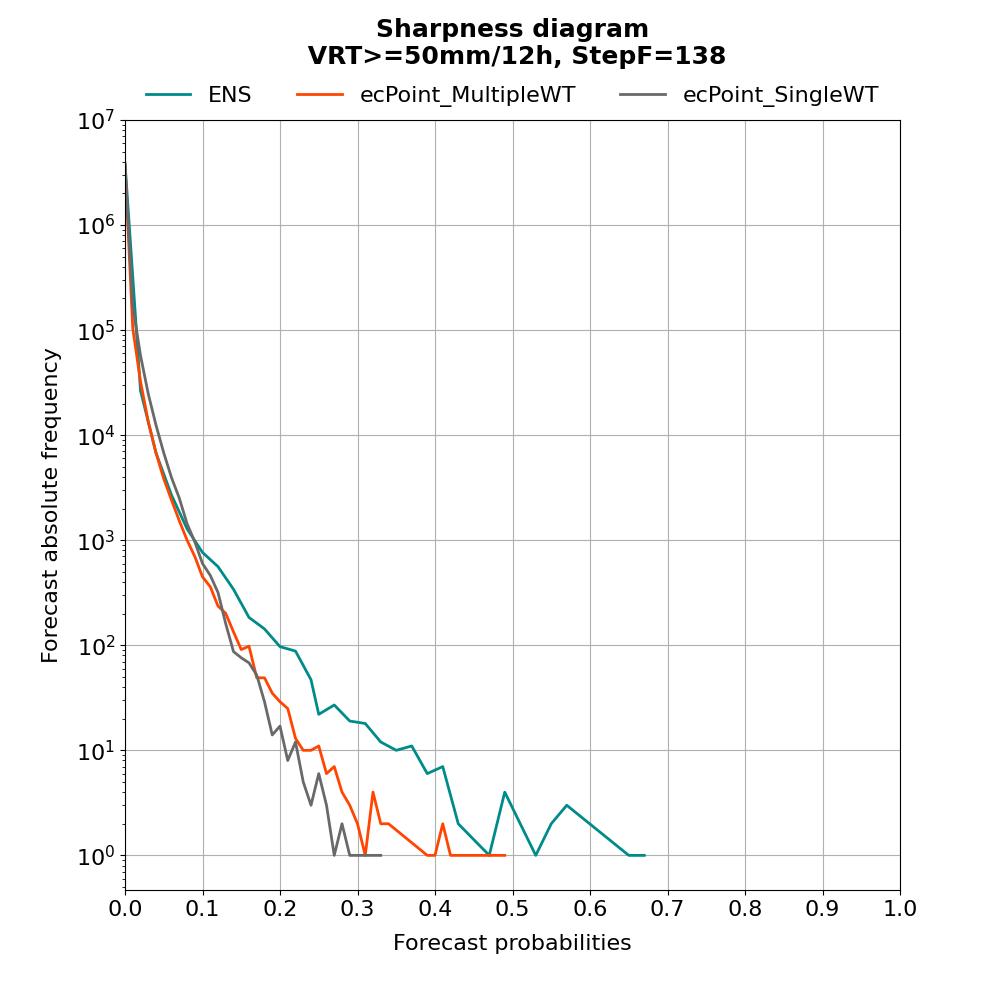 Sharpness diagram
VRT>=50mm/12h, StepF=138
ENS ecPoint_MultipleWT ecPoint_SingleWT
10^7
10^6
10^5
10^4
10^3
10^2
10^1
10^0
Forecast absolute frequency
0.0 0.1 0.2 0.3 0.4 0.5 0.6 0.7 0.8 0.9 1.0
Forecast probabilities